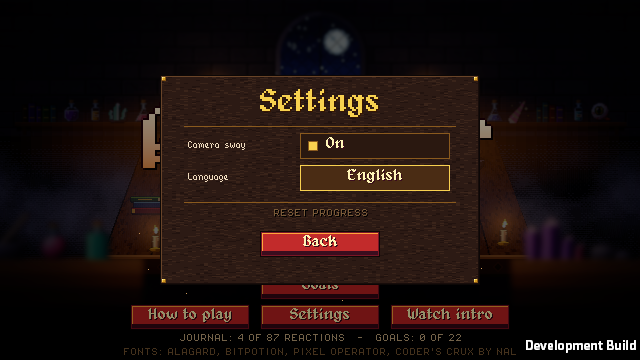 Settings
Camera sway
On
Language
English
RESET PROGRESS
Back
Goals
How to play
Settings
Watch intro
JOURNAL: 4 OF 87 REACTIONS - GOALS: 0 OF 22
FONTS: ALAGARD, BITPOTION, PIXEL OPERATOR, CODER'S CRUX BY NAL
Development Build